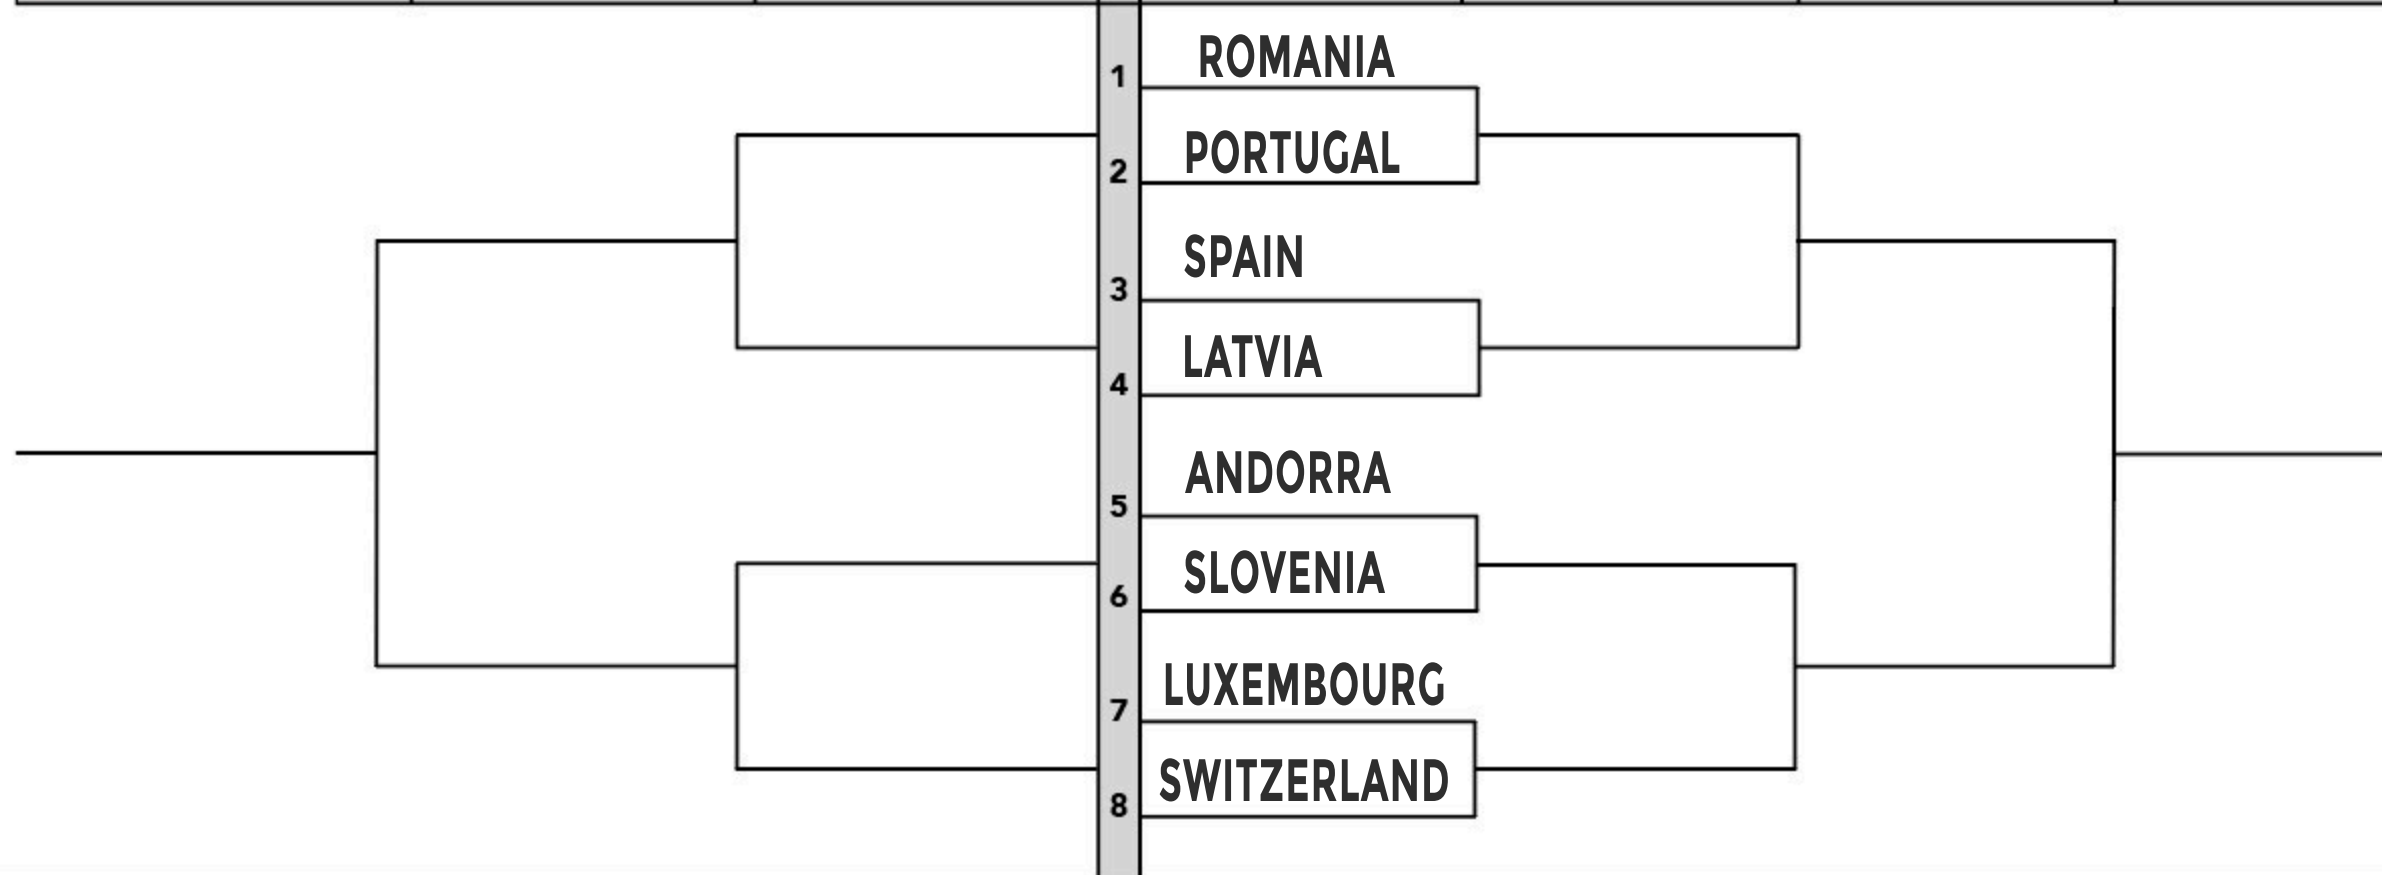 1 ROMANIA
2 PORTUGAL
3 SPAIN
4 LATVIA
5 ANDORRA
6 SLOVENIA
7 LUXEMBOURG
8 SWITZERLAND